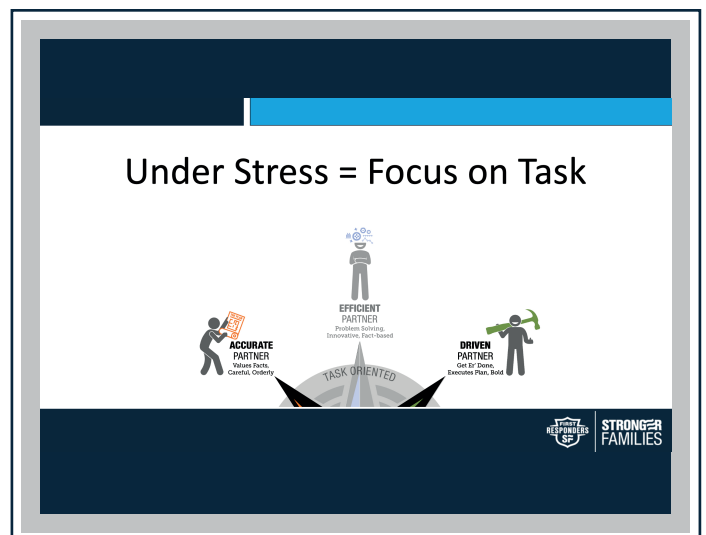 Under Stress = Focus on Task
EFFICIENT
PARTNER
Problem Solving,
Innovative, Fact-based
ACCURATE
PARTNER
Values Facts,
Careful, Orderly
DRIVEN
PARTNER
Get Er' Done,
Executes Plan, Bold
TASK ORIENTED
FIRST
RESPONDERS
SF
STRONGER
FAMILIES